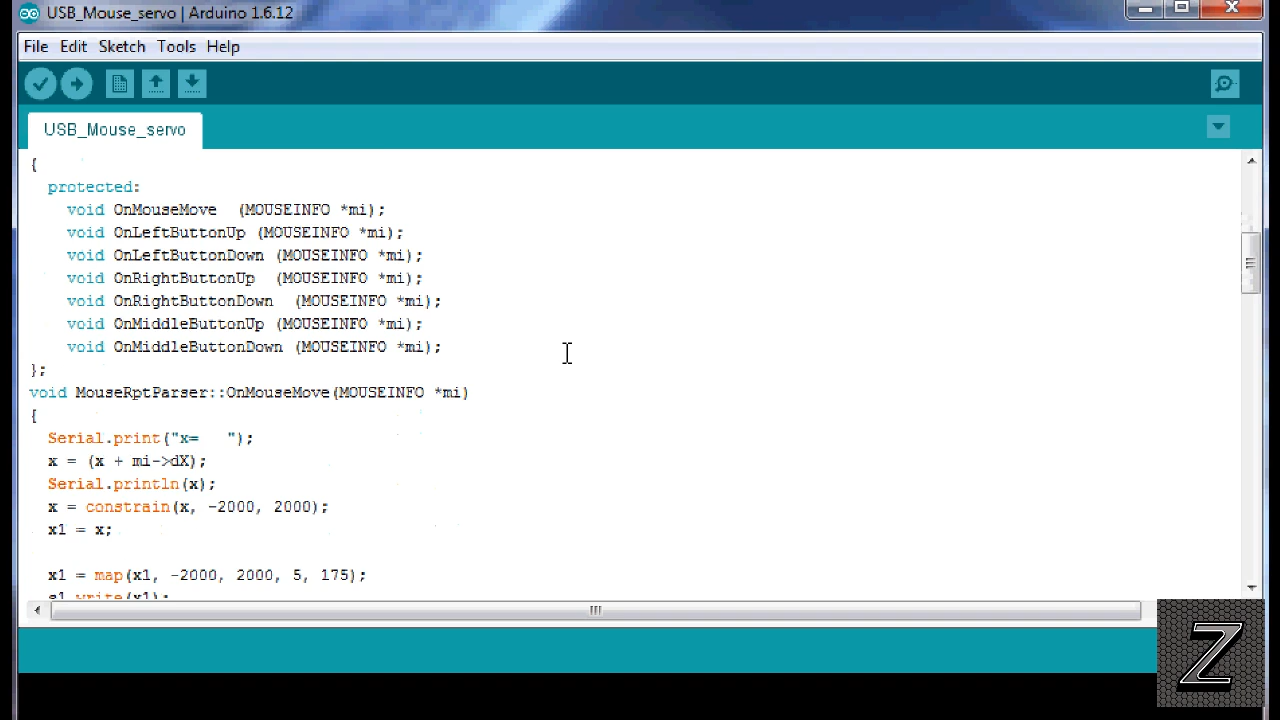 USB_Mouse_servo | Arduino 1.6.12
File Edit Sketch Tools Help
USB_Mouse_servo
{
protected:
void OnMouseMove  (MOUSEINFO *mi);
void OnLeftButtonUp (MOUSEINFO *mi);
void OnLeftButtonDown (MOUSEINFO *mi);
void OnRightButtonUp  (MOUSEINFO *mi);
void OnRightButtonDown  (MOUSEINFO *mi);
void OnMiddleButtonUp (MOUSEINFO *mi);
void OnMiddleButtonDown (MOUSEINFO *mi);
};
void MouseRptParser::OnMouseMove(MOUSEINFO *mi)
{
Serial.print("x=   ");
x = (x + mi->dX);
Serial.println(x);
x = constrain(x, -2000, 2000);
x1 = x;
x1 = map(x1, -2000, 2000, 5, 175);
s1.write(x1);
Z